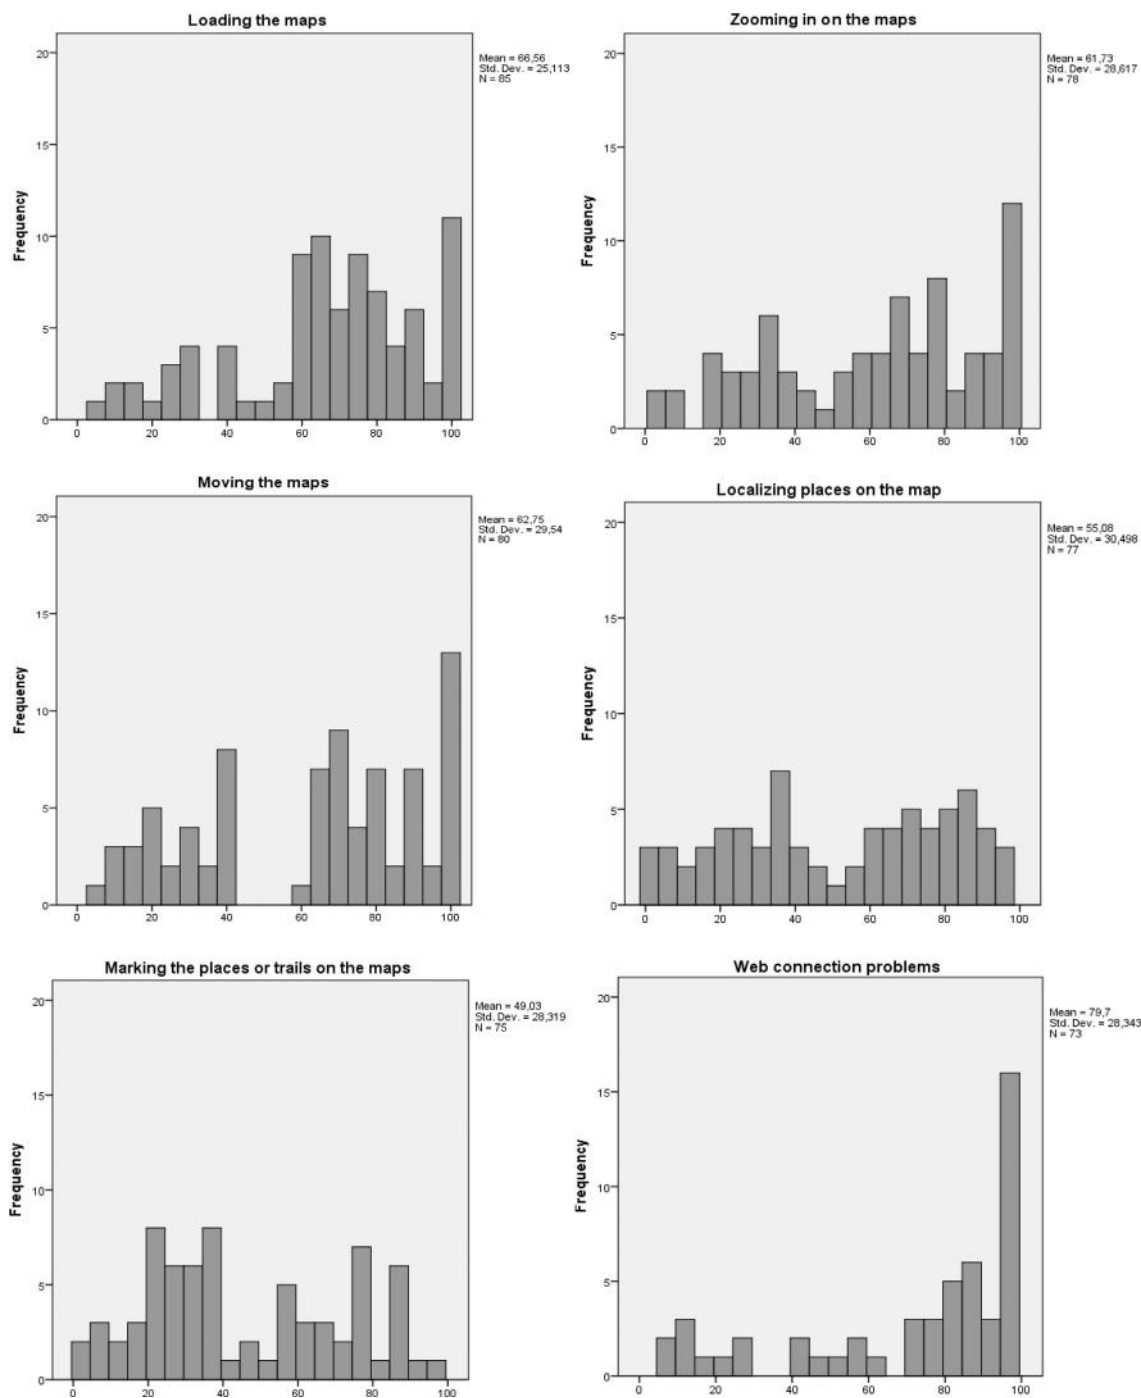 Loading the maps
Mean = 66,56
Std. Dev. = 25,113
N = 85
Frequency
20
15
10
5
0
0 20 40 60 80 100
Zooming in on the maps
Mean = 61,73
Std. Dev. = 28,617
N = 78
Frequency
20
15
10
5
0
0 20 40 60 80 100
Moving the maps
Mean = 62,75
Std. Dev. = 29,54
N = 80
Frequency
20
15
10
5
0
0 20 40 60 80 100
Localizing places on the map
Mean = 55,08
Std. Dev. = 30,498
N = 77
Frequency
20
15
10
5
0
0 20 40 60 80 100
Marking the places or trails on the maps
Mean = 49,03
Std. Dev. = 28,319
N = 75
Frequency
20
15
10
5
0
0 20 40 60 80 100
Web connection problems
Mean = 79,7
Std. Dev. = 28,343
N = 73
Frequency
20
15
10
5
0
0 20 40 60 80 100